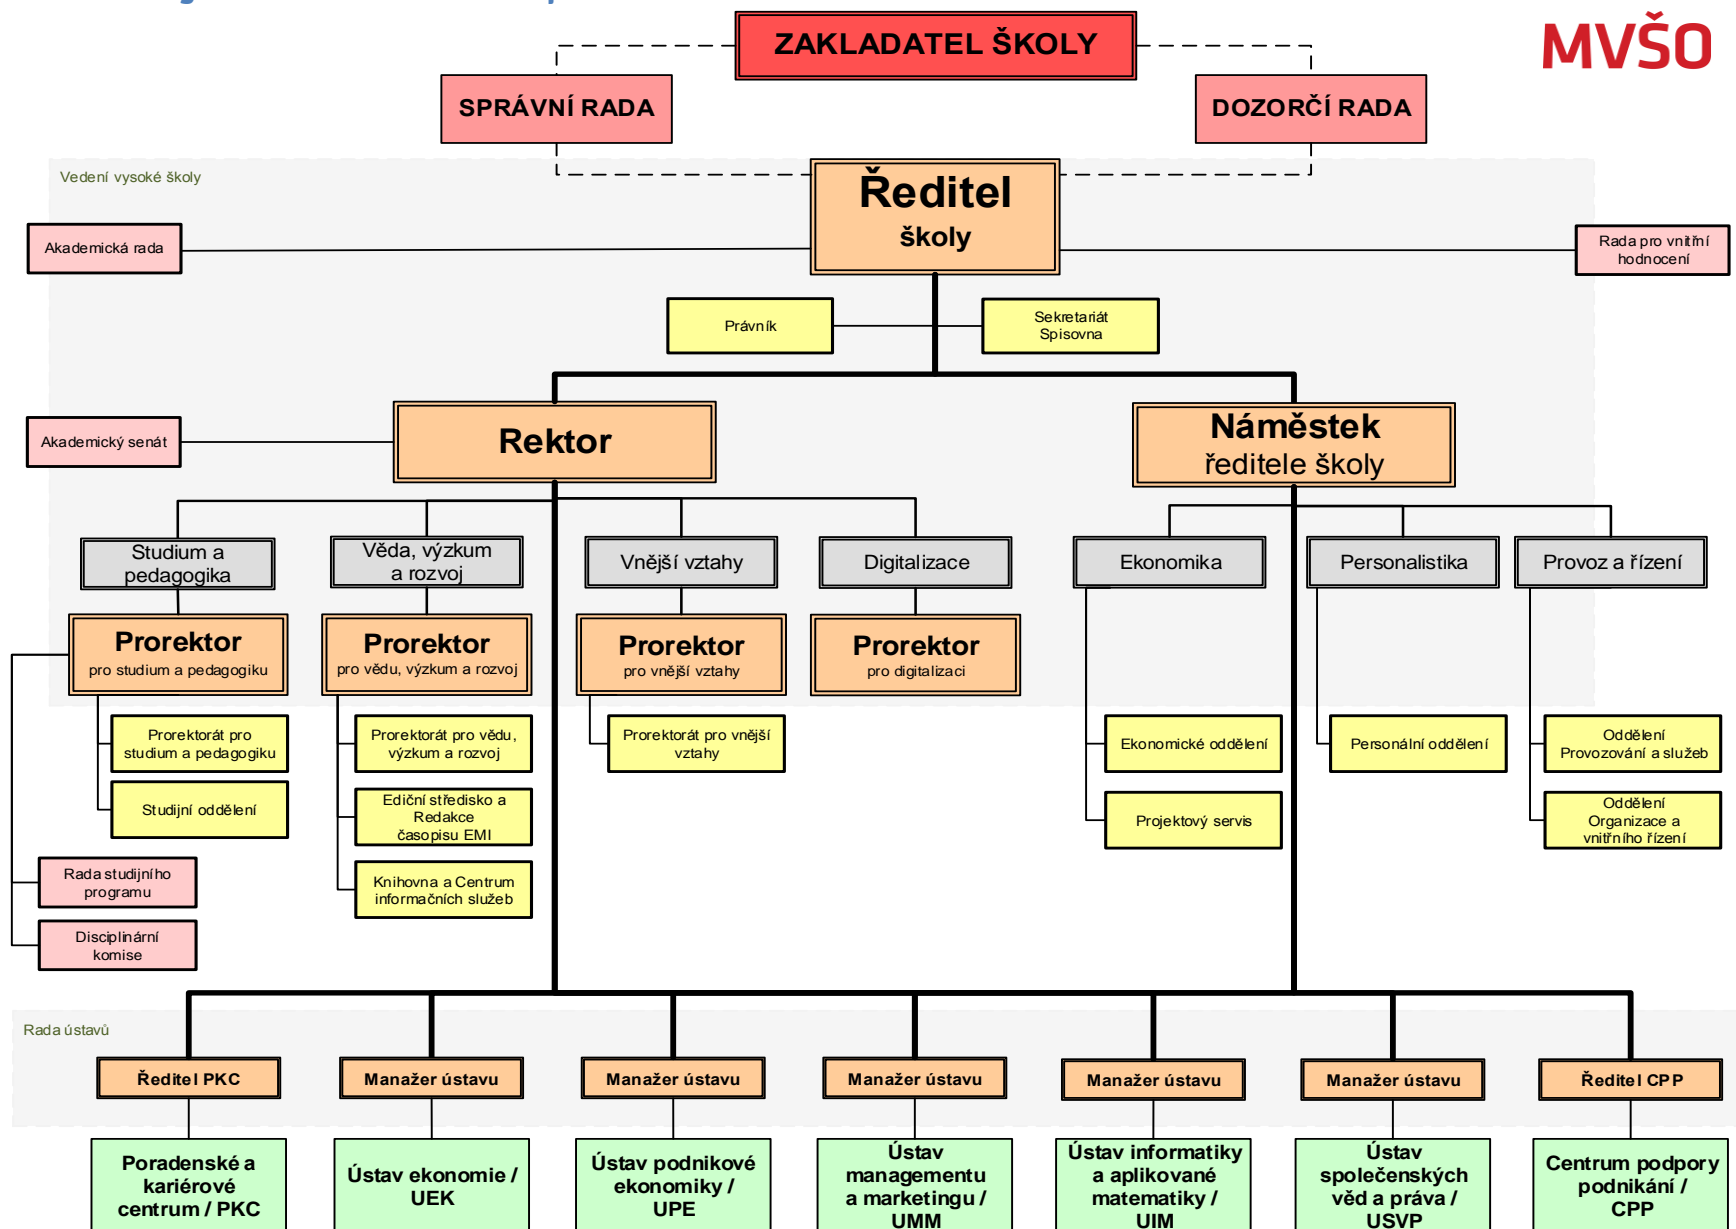 ZAKLADATEL ŠKOLY
MVŠO
SPRÁVNÍ RADA
DOZORČÍ RADA
Vedení vysoké školy
Ředitel
školy
Akademická rada
Rada pro vnitřní
hodnocení
Právník
Sekretariát
Spisovna
Akademický senát
Rektor
Náměstek
ředitele školy
Studium a
pedagogika
Věda, výzkum
a rozvoj
Vnější vztahy
Digitalizace
Ekonomika
Personalistika
Provoz a řízení
Prorektor
pro studium a pedagogiku
Prorektor
pro vědu, výzkum a rozvoj
Prorektor
pro vnější vztahy
Prorektor
pro digitalizaci
Prorektorát pro
studium a pedagogiku
Prorektorát pro vědu,
výzkum a rozvoj
Prorektorát pro vnější
vztahy
Ekonomické oddělení
Personální oddělení
Oddělení
Provozování a služeb
Studijní oddělení
Ediční středisko a
Redakce
časopisu EMI
Projektový servis
Oddělení
Organizace a
vnitřního řízení
Rada studijního
programu
Knihovna a Centrum
informačních služeb
Disciplinární
komise
Rada ústavů
Ředitel PKC
Manažer ústavu
Manažer ústavu
Manažer ústavu
Manažer ústavu
Manažer ústavu
Ředitel CPP
Poradenské a
kariérové
centrum / PKC
Ústav ekonomie /
UEK
Ústav podnikové
ekonomiky /
UPE
Ústav
managementu
a marketingu /
UMM
Ústav informatiky
a aplikované
matematiky /
UIM
Ústav
společenských
věd a práva /
USVP
Centrum podpory
podnikání /
CPP